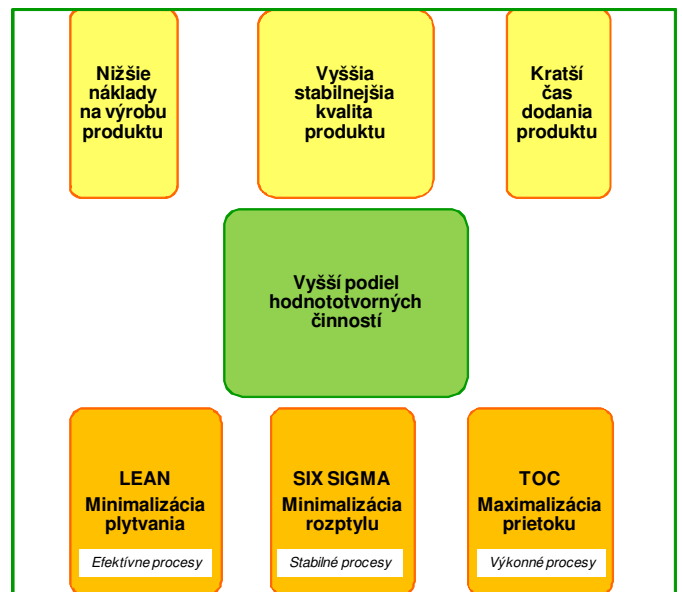 Nižšie
náklady
na výrobu
produktu
Vyššia
stabilnejšia
kvalita
produktu
Kratší
čas
dodania
produktu
Vyšší podiel
hodnototvorných
činností
LEAN
Minimalizácia
plytvania
Efektívne procesy
SIX SIGMA
Minimalizácia
rozptylu
Stabilné procesy
TOC
Maximalizácia
prietoku
Výkonné procesy